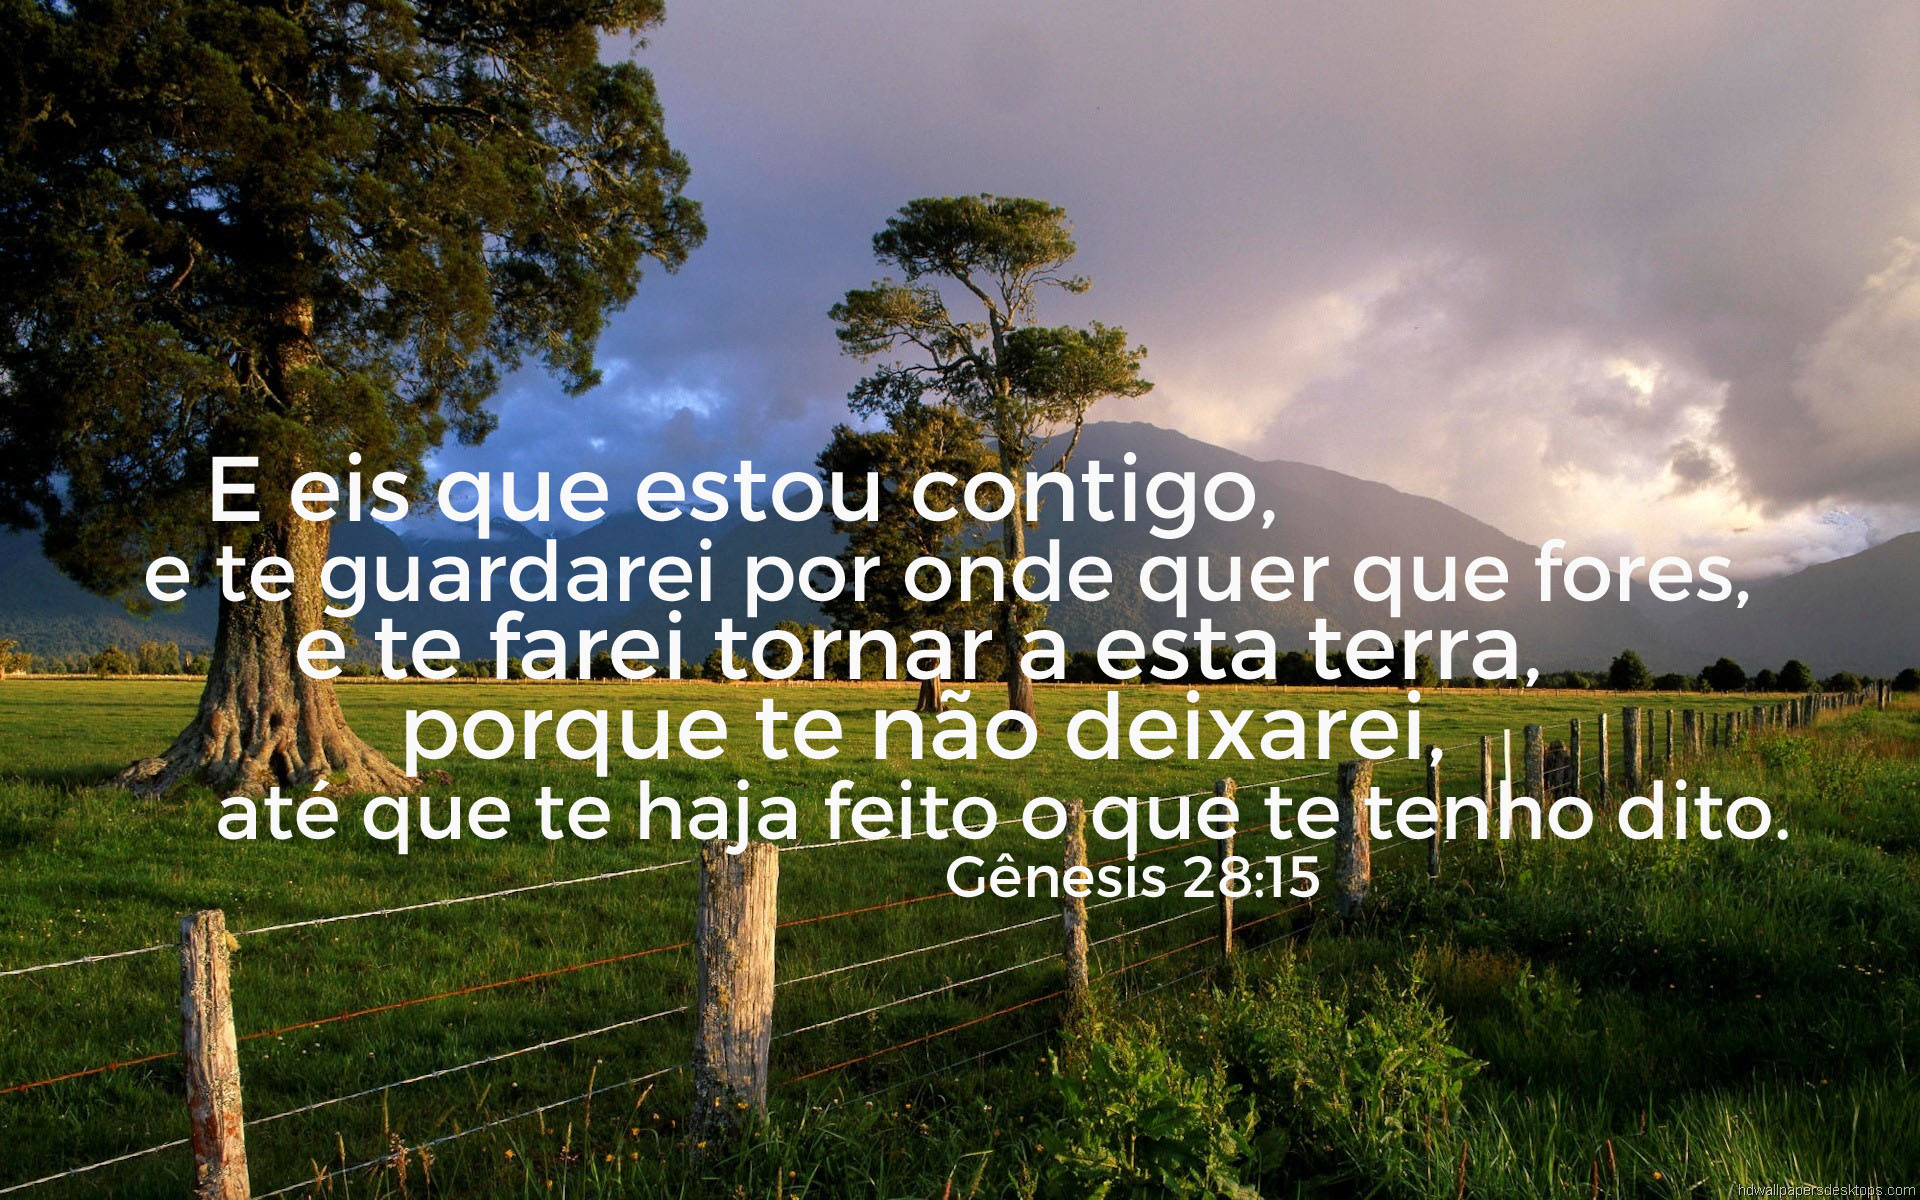 E eis que estou contigo,
e te guardarei por onde quer que fores,
e te farei tornar a esta terra,
porque te não deixarei,
até que te haja feito o que te tenho dito.
Gênesis 28:15
hdwallpapersdesktops.com